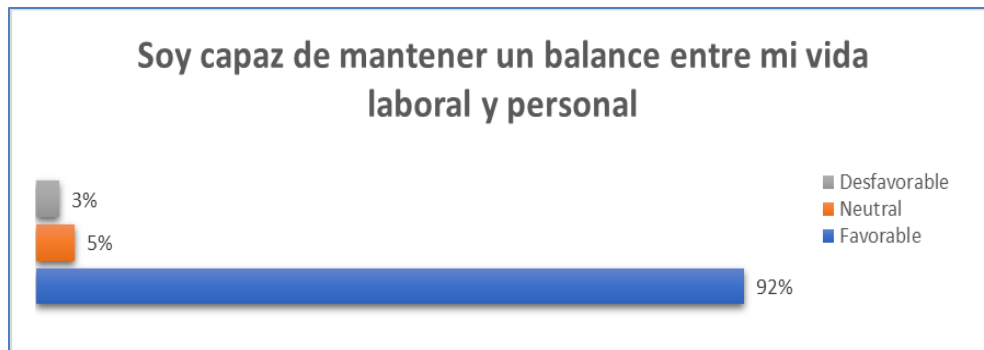 Soy capaz de mantener un balance entre mi vida
laboral y personal
3%
5%
92%
Desfavorable
Neutral
Favorable